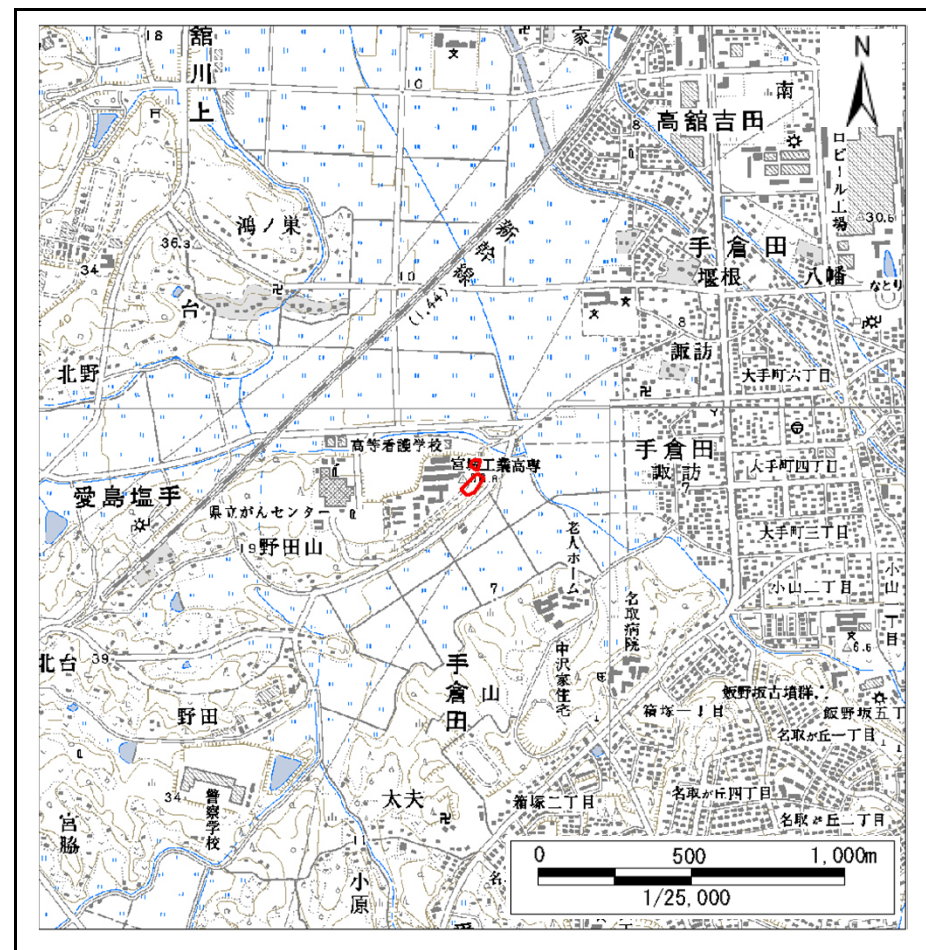 18
舘川上
10
家
N
南
8
高舘吉田
ロビール工場
30.6
鴻ノ巣
36.3
34
新幹線
(1.44)
10
手倉田
堰根
八幡
なとり
台
40
北野
8
諏訪
大手町六丁目
高等看護学校
宮城工業高専
手倉田
諏訪
大手町四丁目
愛島塩手
県立がんセンター
19
野田山
大手町三丁目
老人ホーム
7
小山二丁目
小山一丁目
名取病院
6.6
北台
39
手倉田
山
中沢家住宅
飯野坂古墳群
箱塚一丁目
飯野坂五丁
野田
名取が丘一丁目
34
警察学校
太夫
箱塚二丁目
名取が丘四丁目
名取が丘二丁目
宮脇
11
小原
名
0 500 1,000m
1/25,000